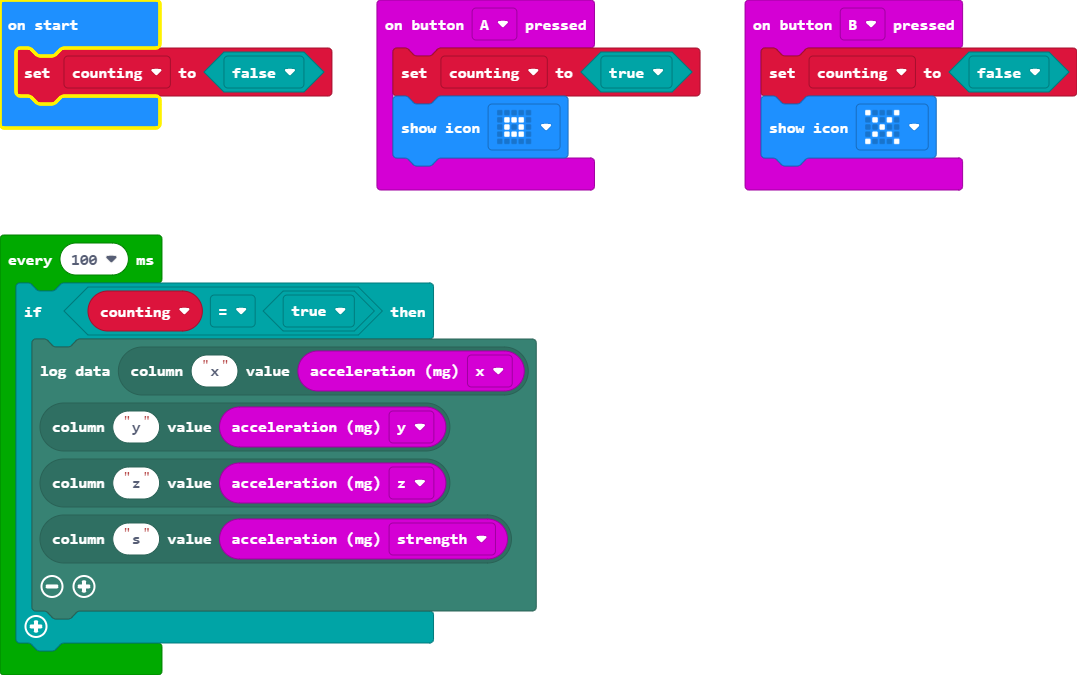 on start
set counting to false
on button A pressed
set counting to true
show icon
on button B pressed
set counting to false
show icon
every 100 ms
if counting = true then
log data column "x" value acceleration (mg) x
column "y" value acceleration (mg) y
column "z" value acceleration (mg) z
column "s" value acceleration (mg) strength